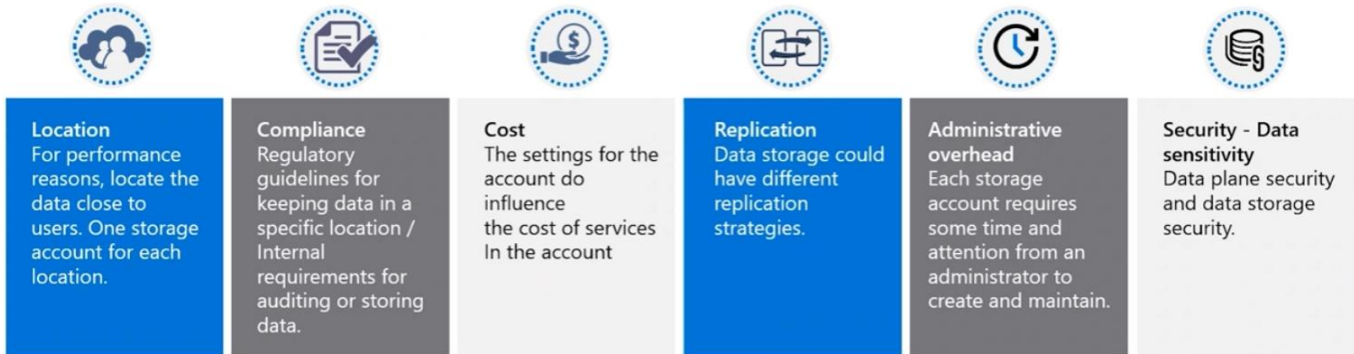 Location
For performance
reasons, locate the
data close to
users. One storage
account for each
location.
Compliance
Regulatory
guidelines for
keeping data in a
specific location /
Internal
requirements for
auditing or storing
data.
Cost
The settings for the
account do
influence
the cost of services
In the account
Replication
Data storage could
have different
replication
strategies.
Administrative
overhead
Each storage
account requires
some time and
attention from an
administrator to
create and maintain.
Security - Data
sensitivity
Data plane security
and data storage
security.